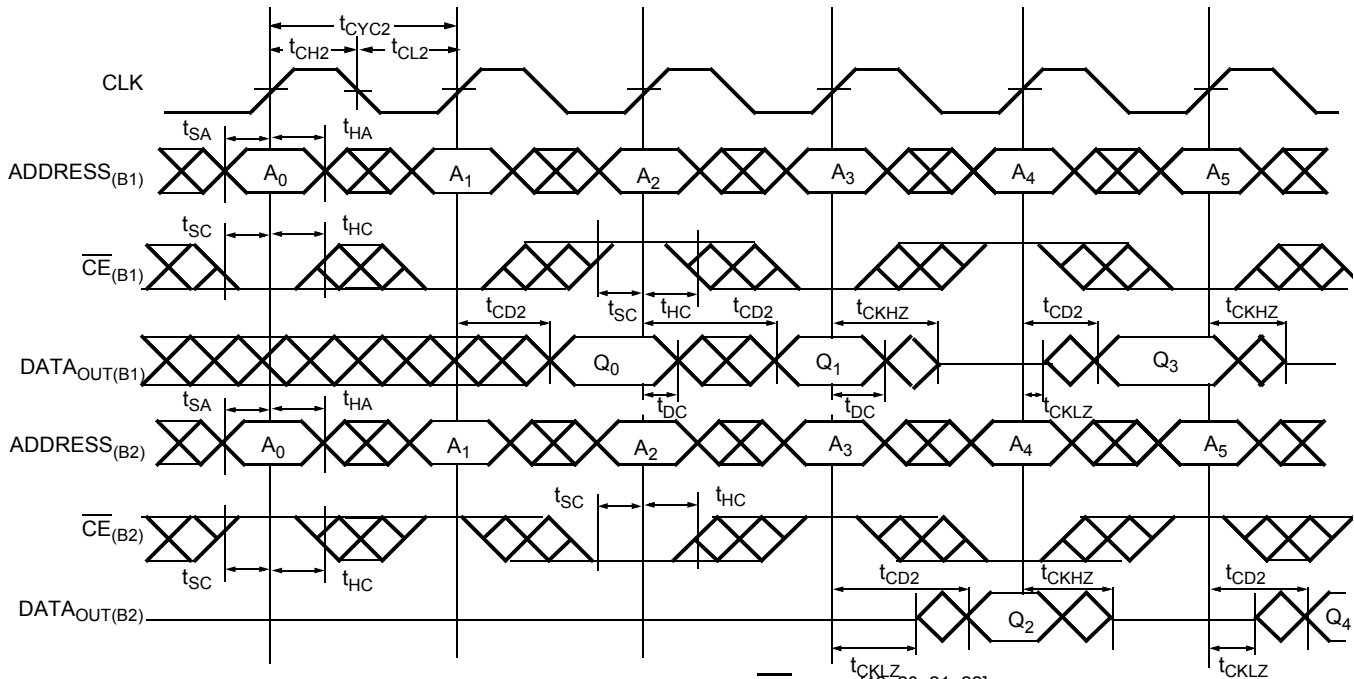 tCYC2
tCH2 tCL2
CLK
tSA tHA
ADDRESS(B1) A0 A1 A2 A3 A4 A5
tSC tHC
CE(B1)
tSC tHC
tCD2 tCD2 tCKHZ tCD2 tCKHZ
DATAOUT(B1) Q0 Q1 Q3
tDC tDC tCKLZ
tSA tHA
ADDRESS(B2) A0 A1 A2 A3 A4 A5
tSC tHC
CE(B2)
tSC tHC
tCD2 tCKHZ tCD2
DATAOUT(B2) Q2 Q4
tCKLZ tCKLZ